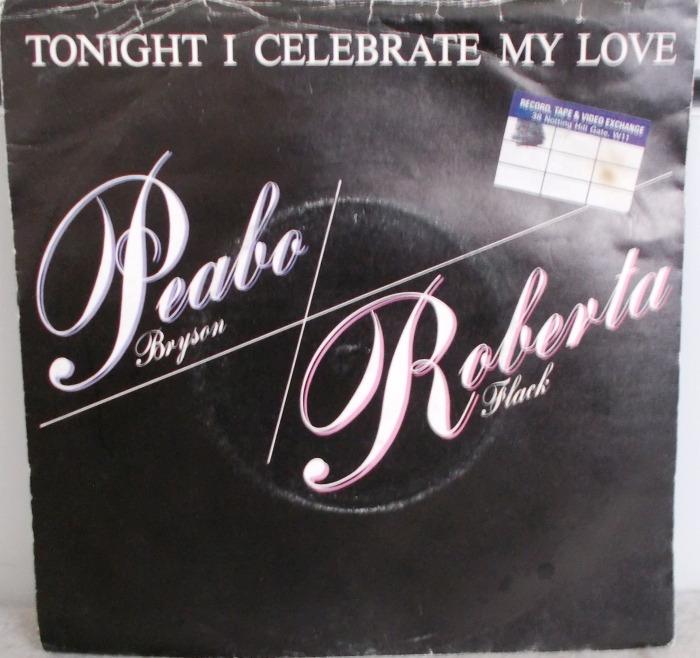 TONIGHT I CELEBRATE MY LOVE
RECORD, TAPE & VIDEO EXCHANGE
38 Notting Hill Gate, W11
Peabo
Bryson
Roberta
Flack